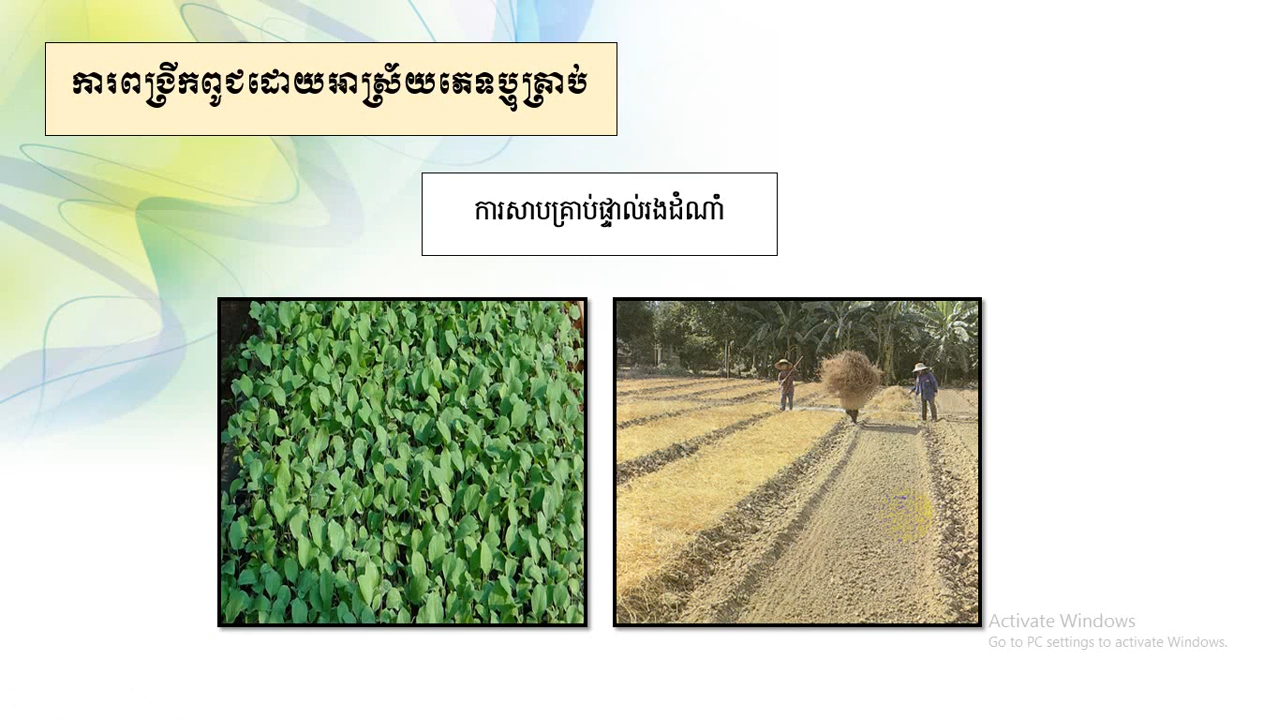 ការពង្រីកពូជដោយអាស្រ័យភេទឬគ្រាប់
ការសាបគ្រាប់ផ្ទាល់រងដំណាំ
Activate Windows
Go to PC settings to activate Windows.